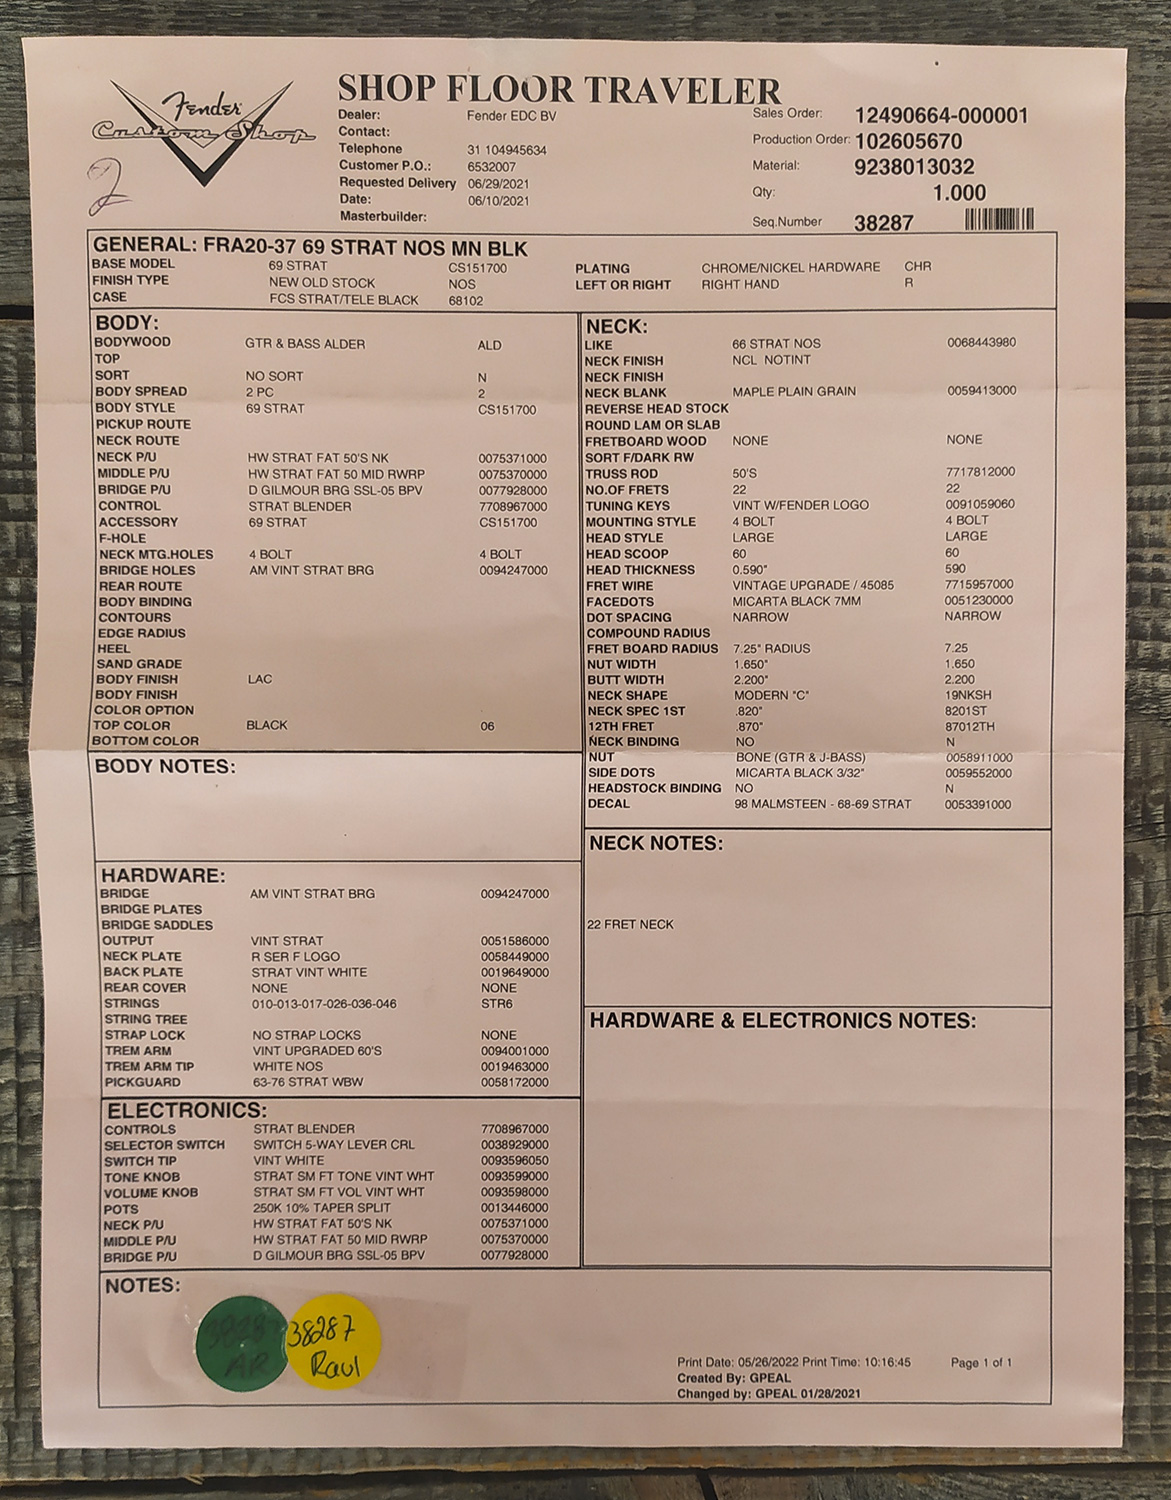 Fender
Custom Shop
2
SHOP FLOOR TRAVELER
Dealer: Fender EDC BV
Contact:
Telephone 31 104945634
Customer P.O.: 6532007
Requested Delivery 06/29/2021
Date: 06/10/2021
Masterbuilder:
Sales Order: 12490664-000001
Production Order: 102605670
Material: 9238013032
Qty: 1.000
Seq.Number 38287
GENERAL: FRA20-37 69 STRAT NOS MN BLK
BASE MODEL 69 STRAT CS151700
FINISH TYPE NEW OLD STOCK NOS
CASE FCS STRAT/TELE BLACK 68102
PLATING CHROME/NICKEL HARDWARE CHR
LEFT OR RIGHT RIGHT HAND R
BODY:
BODYWOOD GTR & BASS ALDER ALD
TOP
SORT NO SORT N
BODY SPREAD 2 PC 2
BODY STYLE 69 STRAT CS151700
PICKUP ROUTE
NECK ROUTE
NECK P/U HW STRAT FAT 50'S NK 0075371000
MIDDLE P/U HW STRAT FAT 50 MID RWRP 0075370000
BRIDGE P/U D GILMOUR BRG SSL-05 BPV 0077928000
CONTROL STRAT BLENDER 7708967000
ACCESSORY 69 STRAT CS151700
F-HOLE
NECK MTG.HOLES 4 BOLT 4 BOLT
BRIDGE HOLES AM VINT STRAT BRG 0094247000
REAR ROUTE
BODY BINDING
CONTOURS
EDGE RADIUS
HEEL
SAND GRADE
BODY FINISH LAC
BODY FINISH
COLOR OPTION
TOP COLOR BLACK 06
BOTTOM COLOR
BODY NOTES:
HARDWARE:
BRIDGE AM VINT STRAT BRG 0094247000
BRIDGE PLATES
BRIDGE SADDLES
OUTPUT VINT STRAT 0051586000
NECK PLATE R SER F LOGO 0058449000
BACK PLATE STRAT VINT WHITE 0019649000
REAR COVER NONE NONE
STRINGS 010-013-017-026-036-046 STR6
STRING TREE
STRAP LOCK NO STRAP LOCKS NONE
TREM ARM VINT UPGRADED 60'S 0094001000
TREM ARM TIP WHITE NOS 0019463000
PICKGUARD 63-76 STRAT WBW 0058172000
ELECTRONICS:
CONTROLS STRAT BLENDER 7708967000
SELECTOR SWITCH SWITCH 5-WAY LEVER CRL 0038929000
SWITCH TIP VINT WHITE 0093596050
TONE KNOB STRAT SM FT TONE VINT WHT 0093599000
VOLUME KNOB STRAT SM FT VOL VINT WHT 0093598000
POTS 250K 10% TAPER SPLIT 0013446000
NECK P/U HW STRAT FAT 50'S NK 0075371000
MIDDLE P/U HW STRAT FAT 50 MID RWRP 0075370000
BRIDGE P/U D GILMOUR BRG SSL-05 BPV 0077928000
NECK:
LIKE 66 STRAT NOS 0068443980
NECK FINISH NCL NOTINT
NECK FINISH
NECK BLANK MAPLE PLAIN GRAIN 0059413000
REVERSE HEAD STOCK
ROUND LAM OR SLAB
FRETBOARD WOOD NONE NONE
SORT F/DARK RW
TRUSS ROD 50'S 7717812000
NO.OF FRETS 22 22
TUNING KEYS VINT W/FENDER LOGO 0091059060
MOUNTING STYLE 4 BOLT 4 BOLT
HEAD STYLE LARGE LARGE
HEAD SCOOP 60 60
HEAD THICKNESS 0.590" 590
FRET WIRE VINTAGE UPGRADE / 45085 7715957000
FACEDOTS MICARTA BLACK 7MM 0051230000
DOT SPACING NARROW NARROW
COMPOUND RADIUS
FRET BOARD RADIUS 7.25" RADIUS 7.25
NUT WIDTH 1.650" 1.650
BUTT WIDTH 2.200" 2.200
NECK SHAPE MODERN "C" 19NKSH
NECK SPEC 1ST .820" 8201ST
12TH FRET .870" 87012TH
NECK BINDING NO N
NUT BONE (GTR & J-BASS) 0058911000
SIDE DOTS MICARTA BLACK 3/32" 0059552000
HEADSTOCK BINDING NO N
DECAL 98 MALMSTEEN - 68-69 STRAT 0053391000
NECK NOTES:
22 FRET NECK
HARDWARE & ELECTRONICS NOTES:
NOTES:
AR
38287
Raul
Print Date: 05/26/2022 Print Time: 10:16:45 Page 1 of 1
Created By: GPEAL
Changed by: GPEAL 01/28/2021